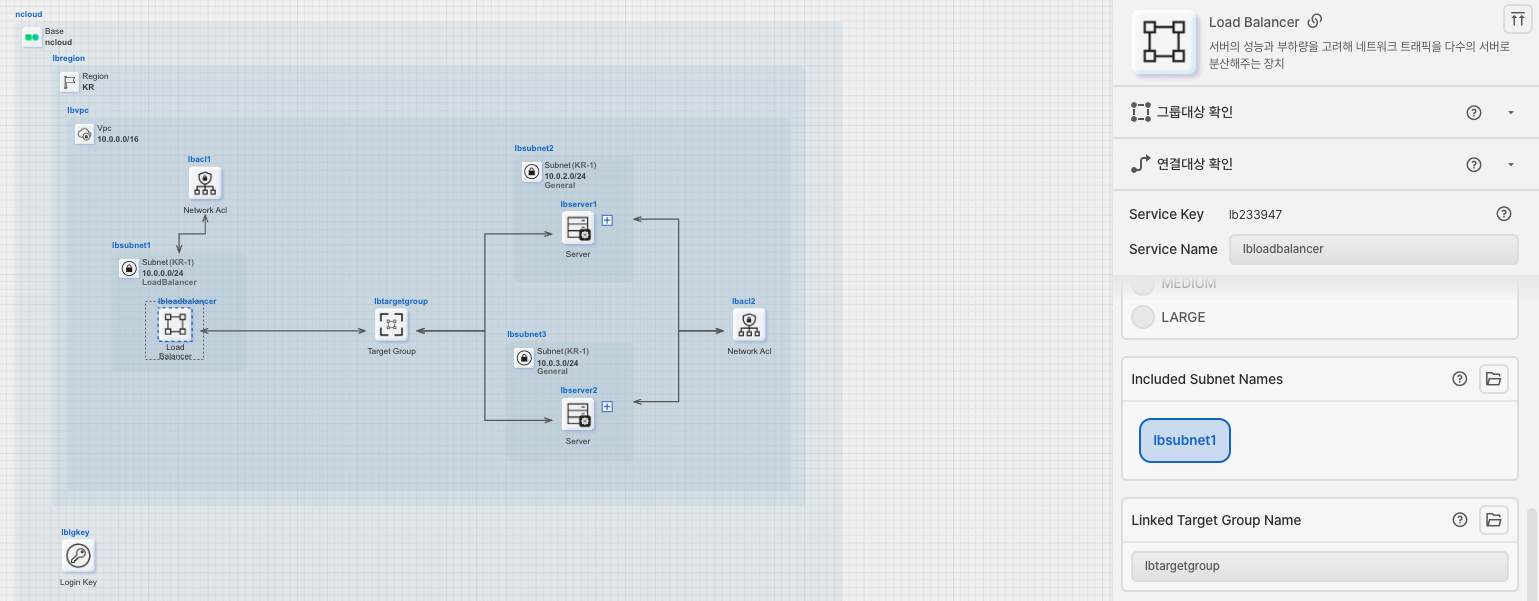 ncloud
Base
ncloud
lbregion
Region
KR
lbvpc
Vpc
10.0.0.0/16
lbacl1
Network Acl
lbsubnet1
Subnet (KR-1)
10.0.0.0/24
LoadBalancer
lbloadbalancer
Load
Balancer
lbtargetgroup
Target Group
lbsubnet2
Subnet (KR-1)
10.0.2.0/24
General
lbserver1
Server
lbsubnet3
Subnet (KR-1)
10.0.3.0/24
General
lbserver2
Server
lbacl2
Network Acl
lblgkey
Login Key
Load Balancer
서버의 성능과 부하량을 고려해 네트워크 트래픽을 다수의 서버로
분산해주는 장치
그룹대상 확인
연결대상 확인
Service Key lb233947
Service Name lbloadbalancer
MEDIUM
LARGE
Included Subnet Names
lbsubnet1
Linked Target Group Name
lbtargetgroup